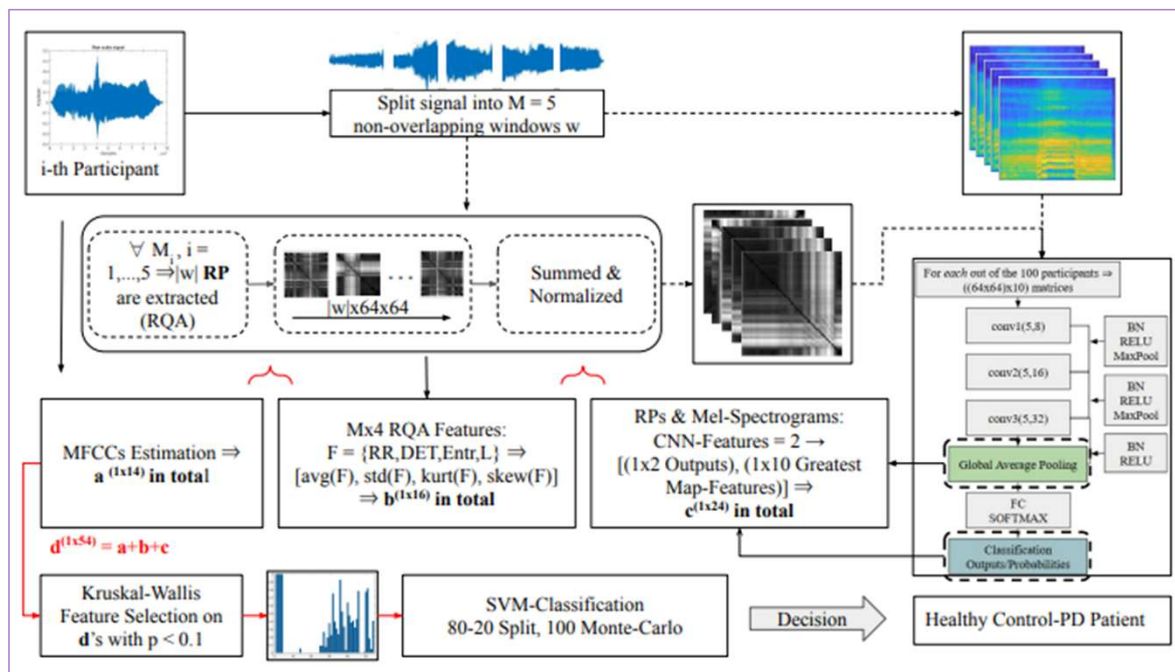 i-th Participant
Split signal into M = 5
non-overlapping windows w
∀ M_i, i =
1,...,5 ⇒|w| RP
are extracted
(RQA)
|w|x64x64
Summed &
Normalized
For each out of the 100 participants ⇒
((64x64)x10) matrices
conv1(5,8)
BN
RELU
MaxPool
conv2(5,16)
BN
RELU
MaxPool
conv3(5,32)
BN
RELU
Global Average Pooling
FC
SOFTMAX
Classification
Outputs/Probabilities
MFCCs Estimation ⇒
a^(1x14) in total
Mx4 RQA Features:
F = {RR,DET,Entr,L} ⇒
[avg(F), std(F), kurt(F), skew(F)]
⇒ b^(1x16) in total
RPs & Mel-Spectrograms:
CNN-Features = 2 →
[(1x2 Outputs), (1x10 Greatest
Map-Features)] ⇒
c^(1x24) in total
d^(1x54) = a+b+c
Kruskal-Wallis
Feature Selection on
d's with p < 0.1
SVM-Classification
80-20 Split, 100 Monte-Carlo
Decision
Healthy Control-PD Patient